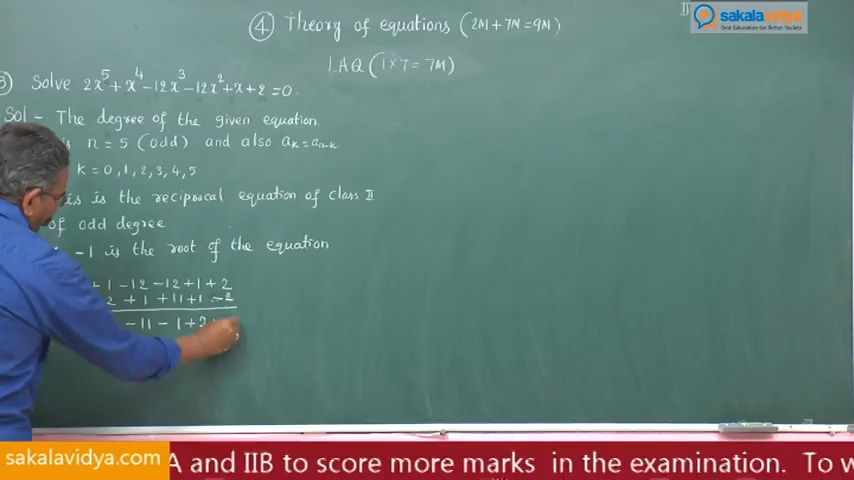 ④ Theory of equations (2M + 7M = 9M)
sakalavidya
LAQ (1 × 7 = 7M)
3) Solve 2x⁵ + x⁴ - 12x³ - 12x² + x + 2 = 0.
Sol - The degree of the given equation
n = 5 (odd) and also aₖ = aₙ₋ₖ
k = 0, 1, 2, 3, 4, 5
is is the reciprocal equation of class II
of odd degree
-1 is the root of the equation
+ 1 - 12 - 12 + 1 + 2
2 + 1 + 11 + 1 - 2
- 11 - 1 + 2
sakalavidya.com
A and IIB to score more marks in the examination. To w